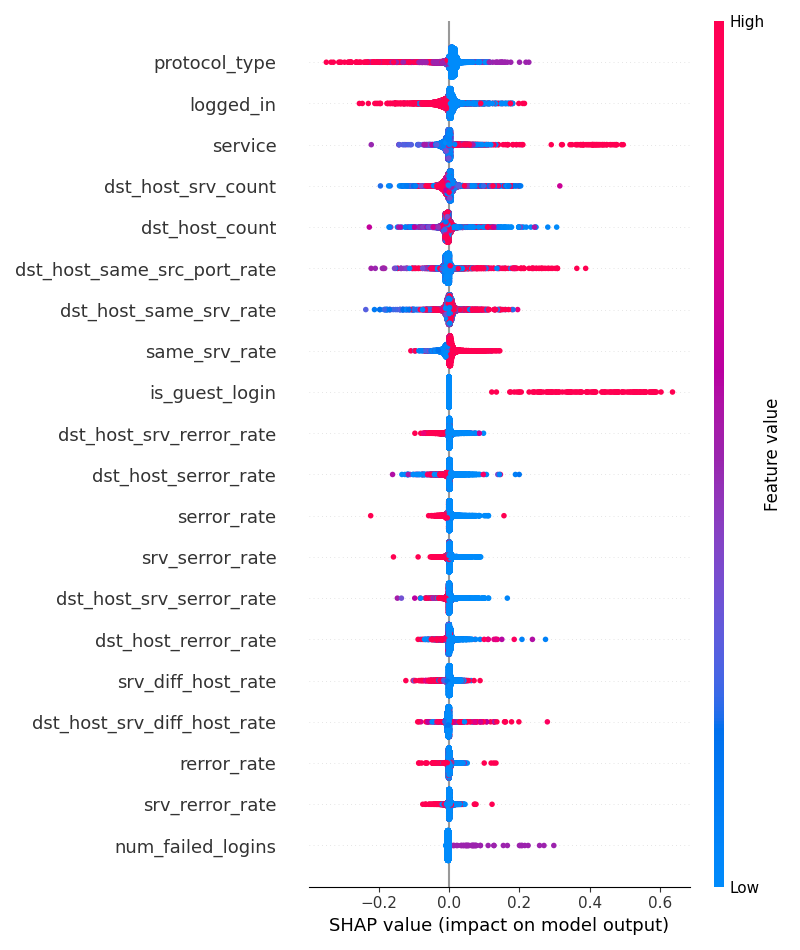 High
protocol_type
logged_in
service
dst_host_srv_count
dst_host_count
dst_host_same_src_port_rate
dst_host_same_srv_rate
same_srv_rate
is_guest_login
dst_host_srv_rerror_rate
dst_host_serror_rate
serror_rate
srv_serror_rate
dst_host_srv_serror_rate
dst_host_rerror_rate
srv_diff_host_rate
dst_host_srv_diff_host_rate
rerror_rate
srv_rerror_rate
num_failed_logins
Feature value
Low
−0.2 0.0 0.2 0.4 0.6
SHAP value (impact on model output)